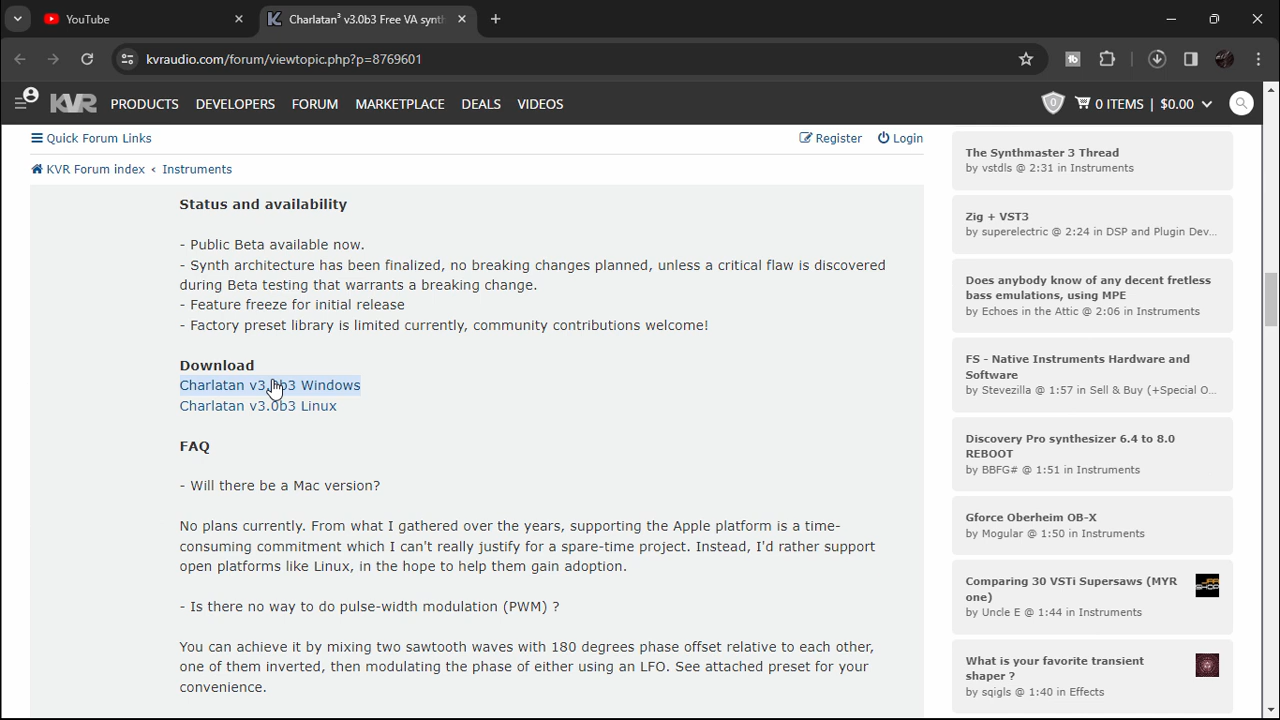 YouTube
Charlatan³ v3.0b3 Free VA synth
kvraudio.com/forum/viewtopic.php?p=8769601
KVR
PRODUCTS DEVELOPERS FORUM MARKETPLACE DEALS VIDEOS
0
0 ITEMS | $0.00
Quick Forum Links
Register
Login
KVR Forum index ‹ Instruments
Status and availability
- Public Beta available now.
- Synth architecture has been finalized, no breaking changes planned, unless a critical flaw is discovered
during Beta testing that warrants a breaking change.
- Feature freeze for initial release
- Factory preset library is limited currently, community contributions welcome!
Download
Charlatan v3.0b3 Windows
Charlatan v3.0b3 Linux
FAQ
- Will there be a Mac version?
No plans currently. From what I gathered over the years, supporting the Apple platform is a time-
consuming commitment which I can't really justify for a spare-time project. Instead, I'd rather support
open platforms like Linux, in the hope to help them gain adoption.
- Is there no way to do pulse-width modulation (PWM) ?
You can achieve it by mixing two sawtooth waves with 180 degrees phase offset relative to each other,
one of them inverted, then modulating the phase of either using an LFO. See attached preset for your
convenience.
The Synthmaster 3 Thread
by vstdls @ 2:31 in Instruments
Zig + VST3
by superelectric @ 2:24 in DSP and Plugin Dev...
Does anybody know of any decent fretless
bass emulations, using MPE
by Echoes in the Attic @ 2:06 in Instruments
FS - Native Instruments Hardware and
Software
by Stevezilla @ 1:57 in Sell & Buy (+Special O...
Discovery Pro synthesizer 6.4 to 8.0
REBOOT
by BBFG# @ 1:51 in Instruments
Gforce Oberheim OB-X
by Mogular @ 1:50 in Instruments
Comparing 30 VSTi Supersaws (MYR
one)
by Uncle E @ 1:44 in Instruments
What is your favorite transient
shaper ?
by sqigls @ 1:40 in Effects